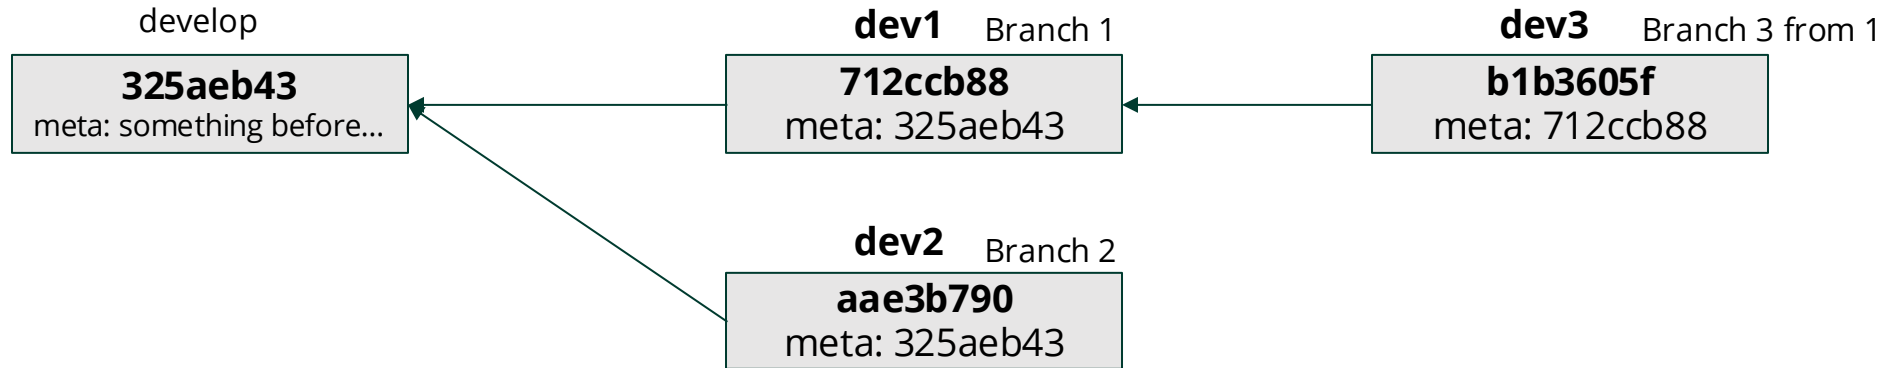 develop
325aeb43
meta: something before...
dev1 Branch 1
712ccb88
meta: 325aeb43
dev3 Branch 3 from 1
b1b3605f
meta: 712ccb88
dev2 Branch 2
aae3b790
meta: 325aeb43